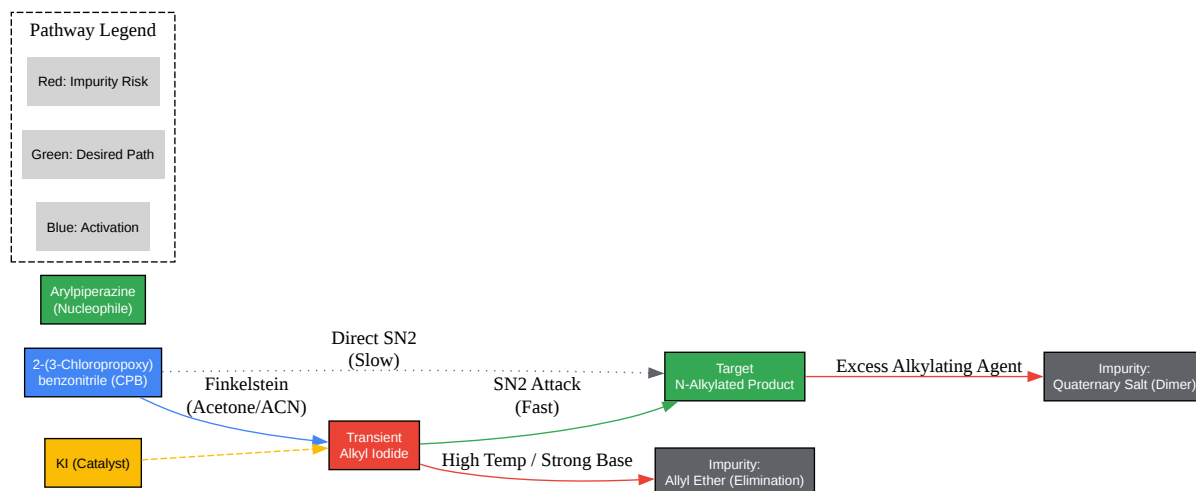 Pathway Legend
Red: Impurity Risk
Green: Desired Path
Blue: Activation
Arylpiperazine
(Nucleophile)
2-(3-Chloropropoxy)
benzonitrile (CPB)
KI (Catalyst)
Direct SN2
(Slow)
Finkelstein
(Acetone/ACN)
Transient
Alkyl Iodide
SN2 Attack
(Fast)
High Temp / Strong Base
Target
N-Alkylated Product
Impurity:
Allyl Ether (Elimination)
Excess Alkylating Agent
Impurity:
Quaternary Salt (Dimer)